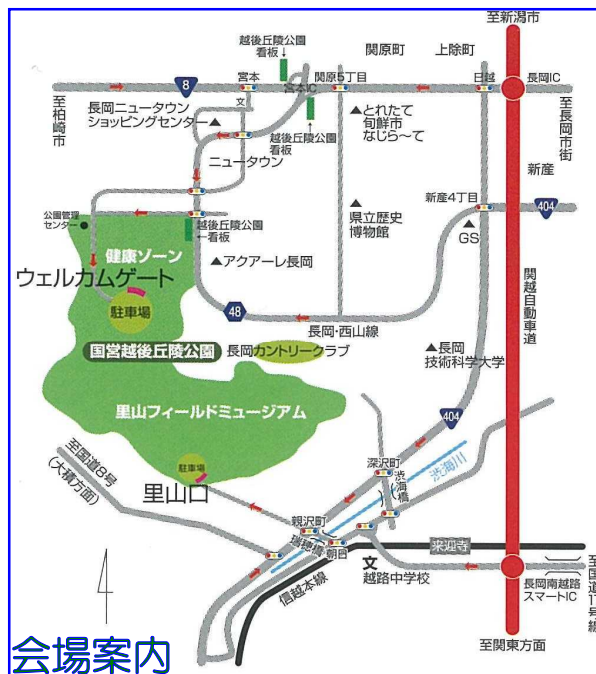 至新潟市
越後丘陵公園
看板
関原町
上除町
8
宮本
宮本IC
関原5丁目
日越
長岡IC
至柏崎市
文
長岡ニュータウン
ショッピングセンター▲
越後丘陵公園
看板
▲とれたて
旬鮮市
なじら〜て
至長岡市街
ニュータウン
新産
新産4丁目
404
公園管理
センター
越後丘陵公園
←看板
▲県立歴史
博物館
▲
GS
健康ゾーン
ウェルカムゲート
▲アクアーレ長岡
関越自動車道
駐車場
48
長岡・西山線
国営越後丘陵公園
長岡カントリークラブ
▲長岡
技術科学大学
里山フィールドミュージアム
404
至国道8号
(大積方面)
駐車場
深沢町
渋海橋
渋海川
里山口
親沢町
瑞穂橋
朝日
来迎寺
文
越路中学校
信越本線
長岡南越路
スマートIC
至国道17号線
至関東方面
会場案内